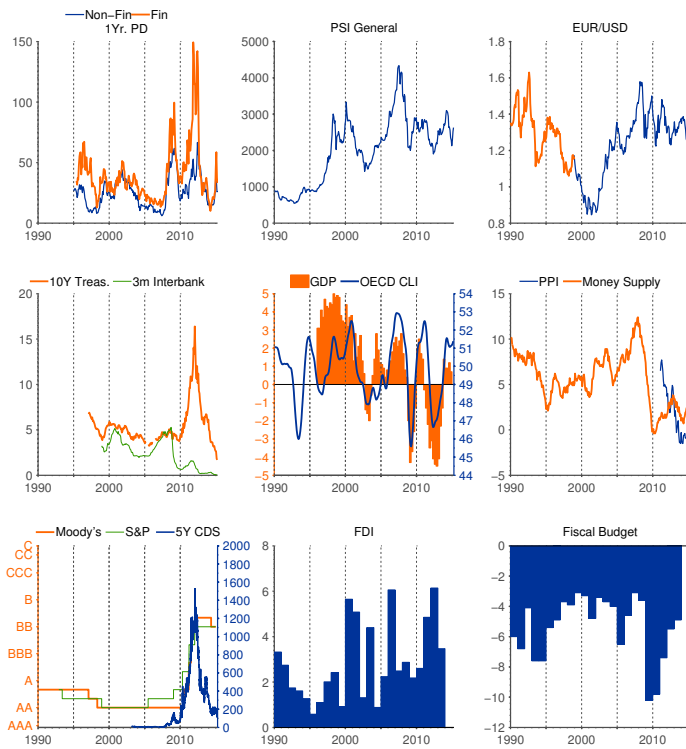 Non−Fin Fin
1Yr. PD
150
100
50
0
1990 2000 2010
PSI General
5000
4000
3000
2000
1000
0
1990 2000 2010
EUR/USD
1.8
1.6
1.4
1.2
1
0.8
1990 2000 2010
10Y Treas. 3m Interbank
20
15
10
5
0
1990 2000 2010
GDP OECD CLI
5 54
4 53
3 52
2 51
1 50
0 49
−1 48
−2 47
−3 46
−4 45
−5 44
1990 2000 2010
PPI Money Supply
20
15
10
5
0
−5
1990 2000 2010
Moody's S&P 5Y CDS
C 2000
CC 1800
CCC 1600
1400
B 1200
BB 1000
BBB 800
600
A 400
AA 200
AAA 0
1990 2000 2010
FDI
8
6
4
2
0
1990 2000 2010
Fiscal Budget
0
−2
−4
−6
−8
−10
−12
1990 2000 2010